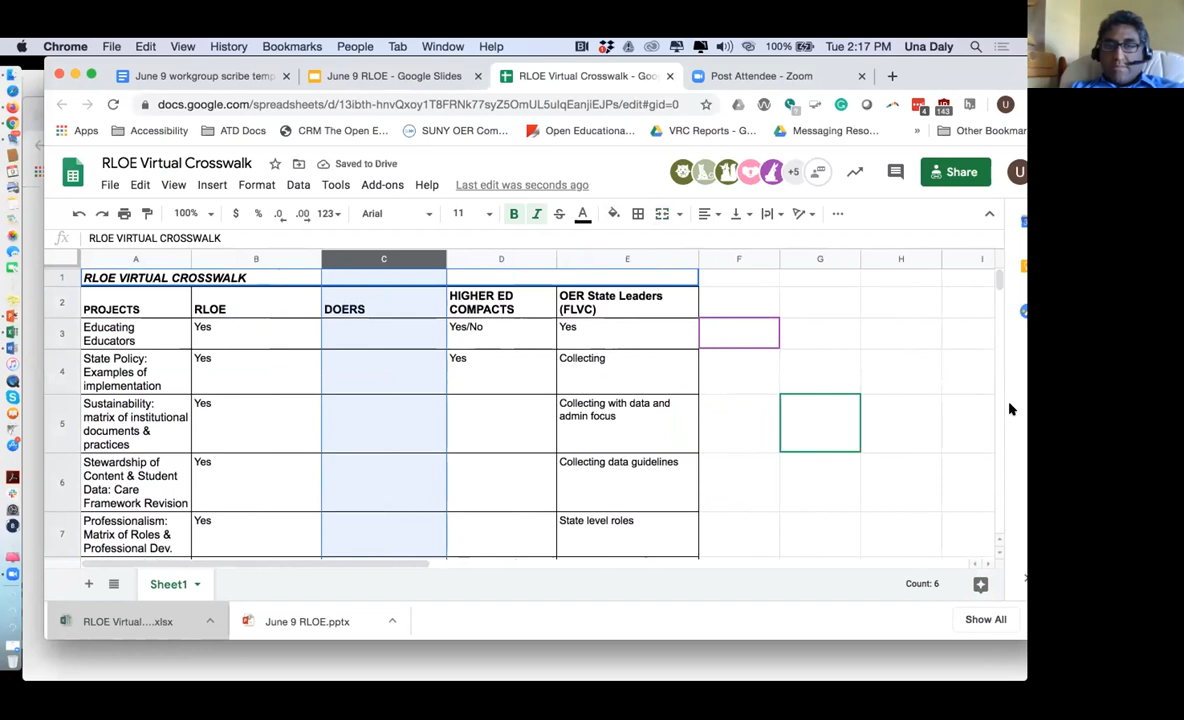 Chrome File Edit View History Bookmarks People Tab Window Help 100% Tue 2:17 PM Una Daly
June 9 workgroup scribe temp June 9 RLOE - Google Slides RLOE Virtual Crosswalk - Goo Post Attendee - Zoom
docs.google.com/spreadsheets/d/13ibth-hnvQxoy1T8FRNk77syZ5OmUL5ulqEanjiEJPs/edit#gid=0
143
Apps Accessibility ATD Docs CRM The Open E... SUNY OER Com... Open Educationa... VRC Reports - G... Messaging Reso... » Other Bookmar
RLOE Virtual Crosswalk Saved to Drive
+5 Share U
File Edit View Insert Format Data Tools Add-ons Help Last edit was seconds ago
100% $ % .0 .00 123 Arial 11 B I S A
fx RLOE VIRTUAL CROSSWALK
A B C D E F G H I
1 RLOE VIRTUAL CROSSWALK
2 PROJECTS RLOE DOERS HIGHER ED COMPACTS OER State Leaders (FLVC)
3 Educating Educators Yes Yes/No Yes
4 State Policy: Examples of implementation Yes Yes Collecting
5 Sustainability: matrix of institutional documents & practices Yes Collecting with data and admin focus
6 Stewardship of Content & Student Data: Care Framework Revision Yes Collecting data guidelines
7 Professionalism: Matrix of Roles & Professional Dev. Yes State level roles
Sheet1 Count: 6
RLOE Virtual....xlsx June 9 RLOE.pptx Show All